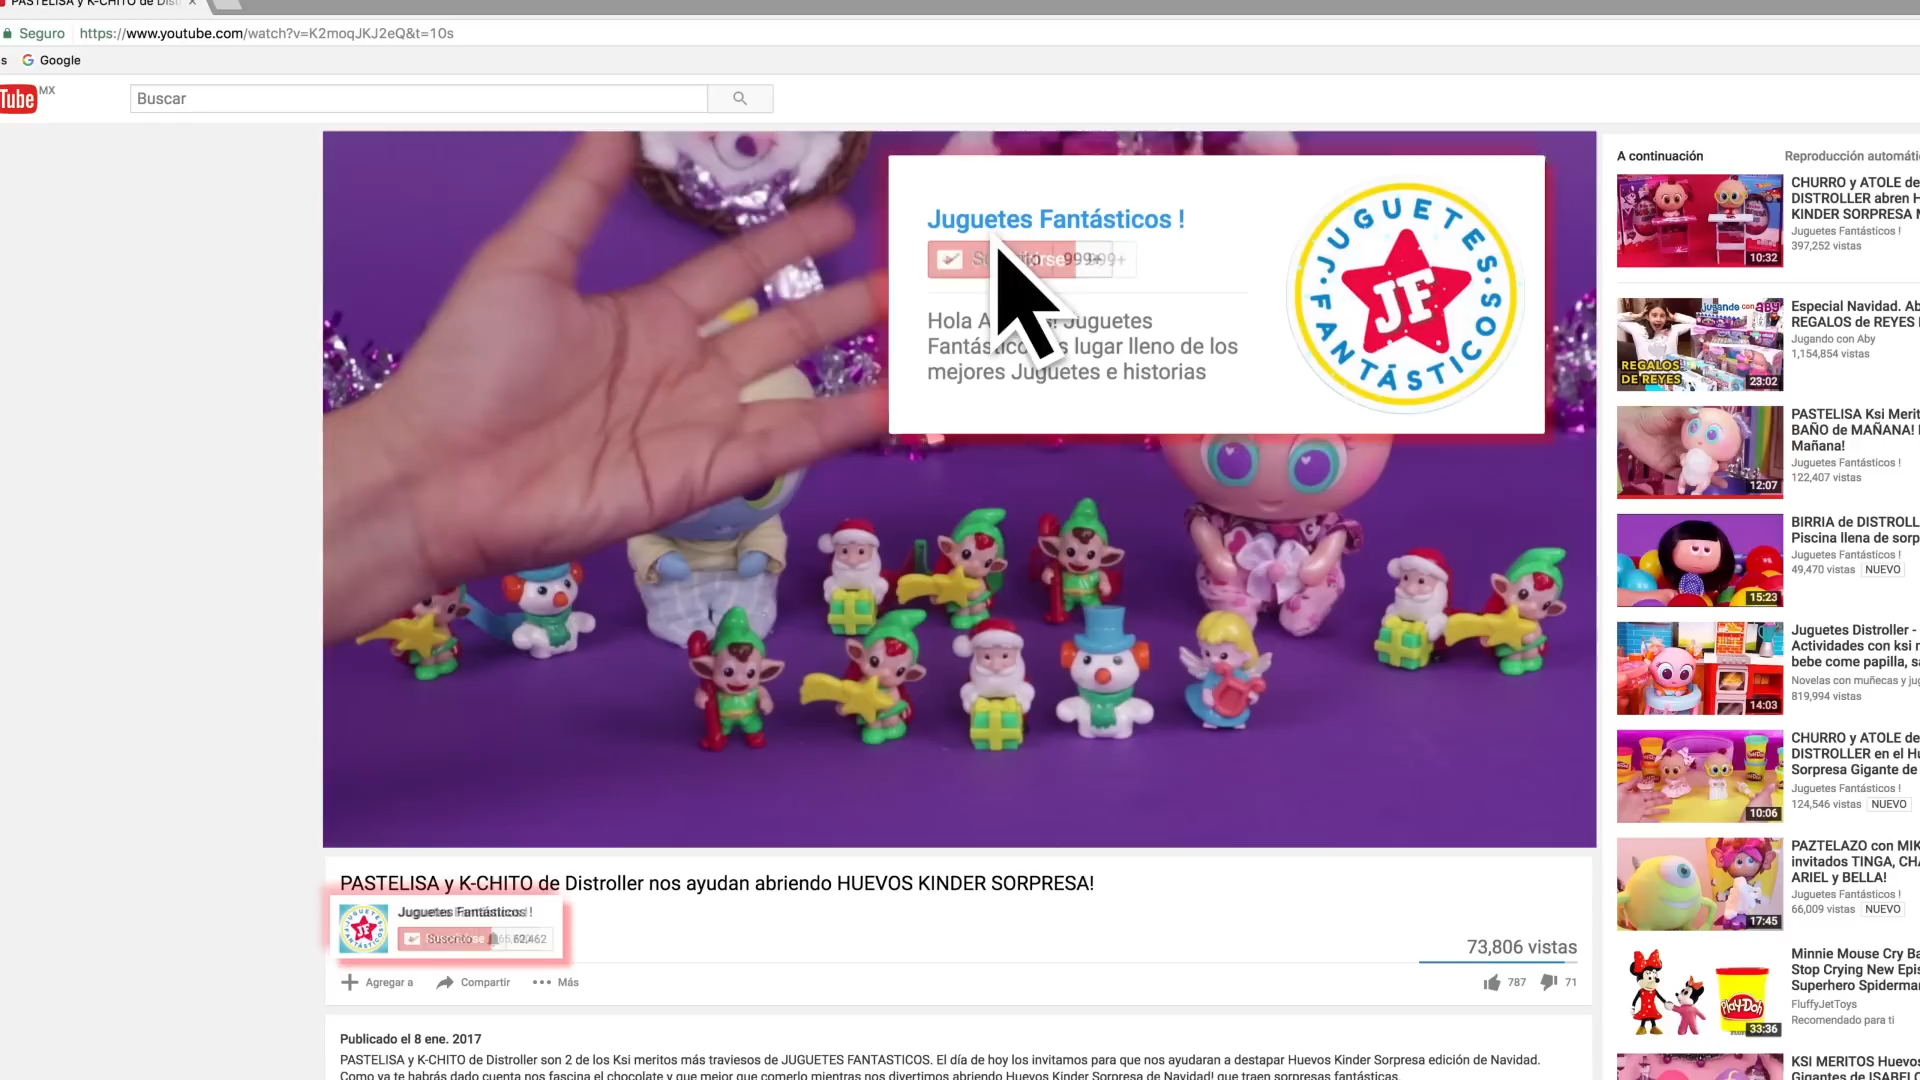 PASTELISA y K-CHITO de Dist
Seguro https://www.youtube.com/watch?v=K2moqJKJ2eQ&t=10s
s Google
Tube MX
Buscar
Juguetes Fantásticos !
999+
Hola Juguetes
lugar lleno de los
mejores Juguetes e historias
JUGUETES
JF
FANTÁSTICOS
PASTELISA y K-CHITO de Distroller nos ayudan abriendo HUEVOS KINDER SORPRESA!
JUGUETES
JF
FANTÁSTICOS
Juguetes Fantásticos !
Suscrito 62,462
73,806 vistas
Agregar a Compartir Más
787 71
Publicado el 8 ene. 2017
PASTELISA y K-CHITO de Distroller son 2 de los Ksi meritos más traviesos de JUGUETES FANTASTICOS. El día de hoy los invitamos para que nos ayudaran a destapar Huevos Kinder Sorpresa edición de Navidad.
Como ya te habrás dado cuenta nos fascina el chocolate y que mejor que comerlo mientras nos divertimos abriendo Huevos Kinder Sorpresa de Navidad! que traen sorpresas fantásticas.
A continuación Reproducción automáti
10:32
CHURRO y ATOLE de
DISTROLLER abren H
KINDER SORPRESA M
Juguetes Fantásticos !
397,252 vistas
jugando con ABY
REGALOS
DE REYES
23:02
Especial Navidad. Ab
REGALOS de REYES
Jugando con Aby
1,154,854 vistas
12:07
PASTELISA Ksi Merit
BAÑO de MAÑANA!
Mañana!
Juguetes Fantásticos !
122,407 vistas
15:23
BIRRIA de DISTROLL
Piscina llena de sorp
Juguetes Fantásticos !
49,470 vistas NUEVO
14:03
Juguetes Distroller -
Actividades con ksi
bebe come papilla, sa
Novelas con muñecas y jug
819,994 vistas
10:06
CHURRO y ATOLE de
DISTROLLER en el Hu
Sorpresa Gigante de
Juguetes Fantásticos !
124,546 vistas NUEVO
17:45
PAZTELAZO con MIK
invitados TINGA, CHA
ARIEL y BELLA!
Juguetes Fantásticos !
66,009 vistas NUEVO
Play-Doh
33:36
Minnie Mouse Cry Ba
Stop Crying New Epis
Superhero Spiderman
FluffyJetToys
Recomendado para ti
KSI MERITOS Huevos
Gigantes de ISABEL